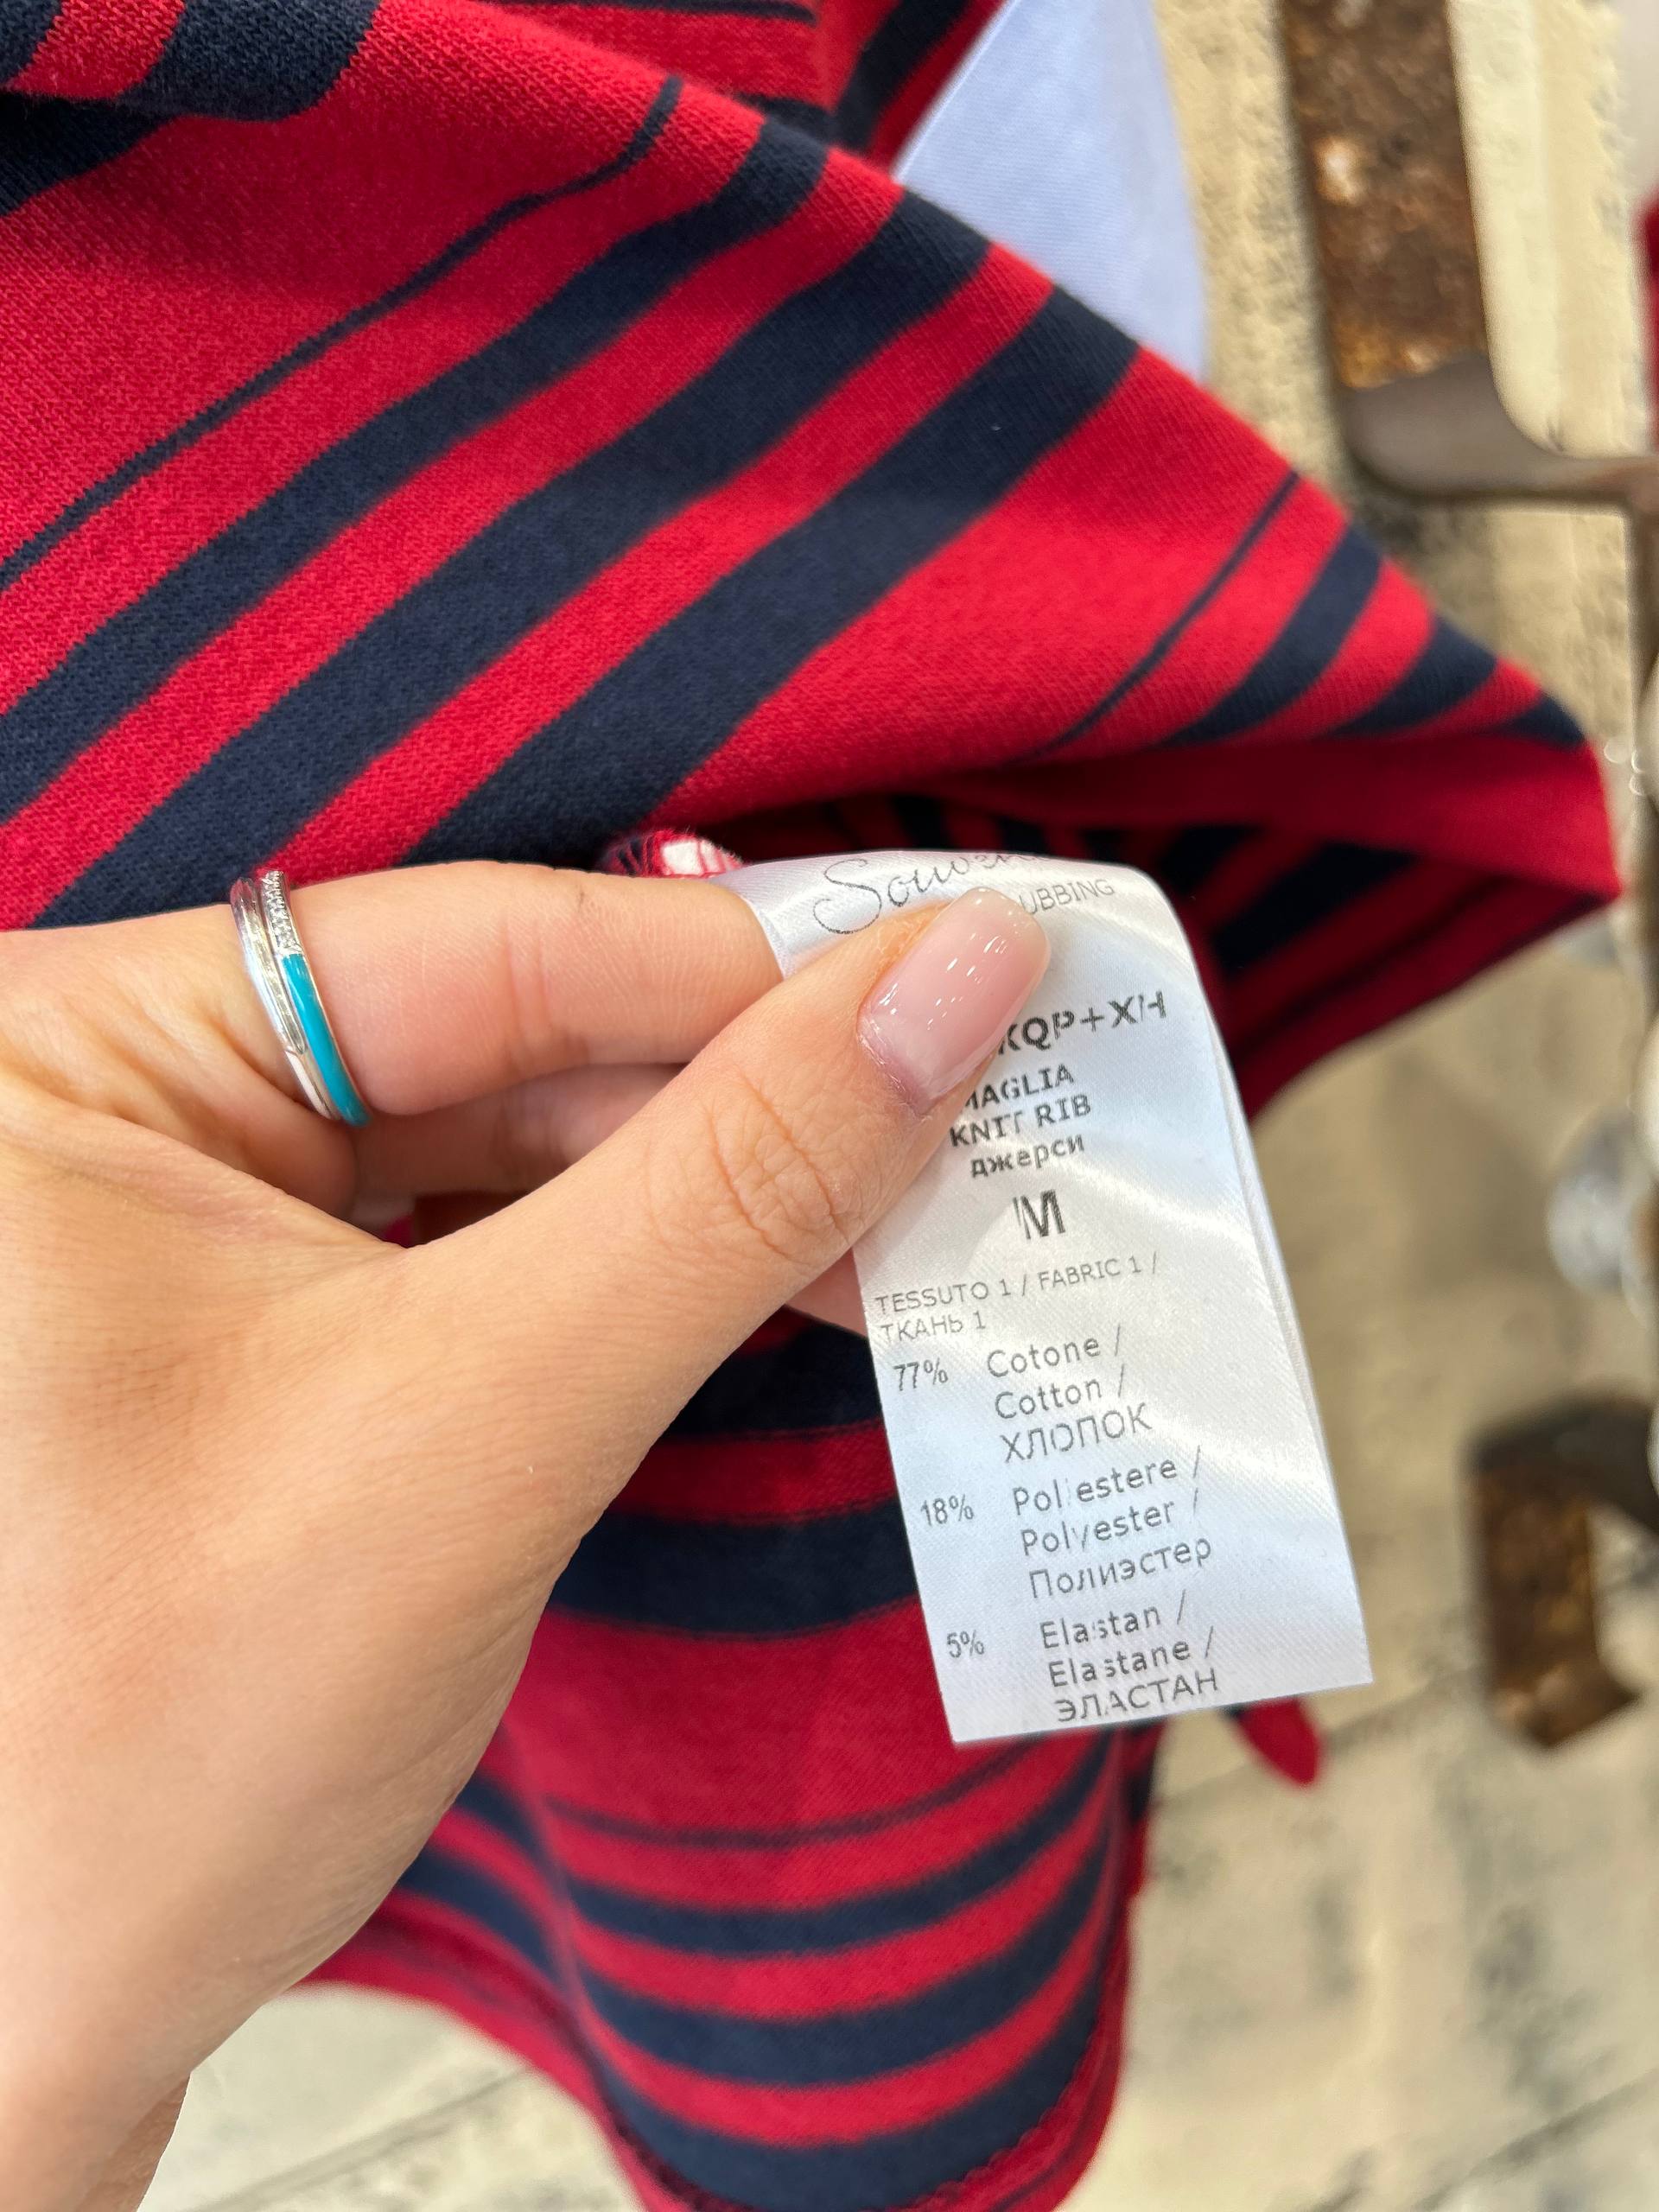 KQP+XH
MAGLIA
KNIT RIB
джерси
M
TESSUTO 1 / FABRIC 1 /
ТКАНЬ 1
77% Cotone /
Cotton /
ХЛОПОК
18% Poliestere /
Polyester /
Полиэстер
5% Elastan /
Elastane /
ЭЛАСТАН